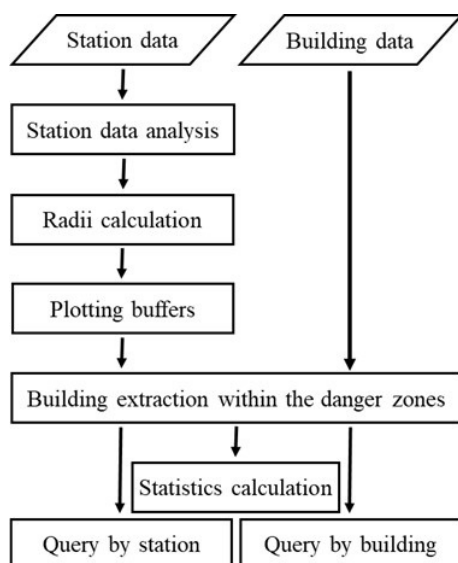 Station data
Building data
Station data analysis
Radii calculation
Plotting buffers
Building extraction within the danger zones
Statistics calculation
Query by station
Query by building